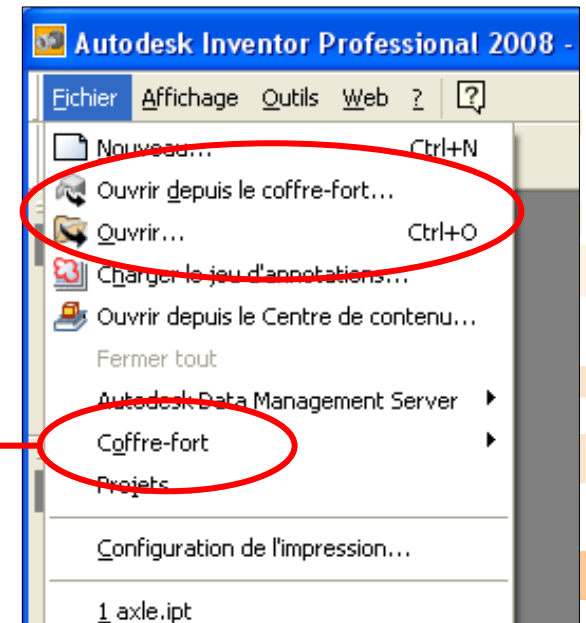 Autodesk Inventor Professional 2008 -
Fichier Affichage Outils Web ?
Nouveau... Ctrl+N
Ouvrir depuis le coffre-fort...
Ouvrir... Ctrl+O
Charger le jeu d'annotations...
Ouvrir depuis le Centre de contenu...
Fermer tout
Autodesk Data Management Server
Coffre-fort
Projets...
Configuration de l'impression...
1 axle.ipt